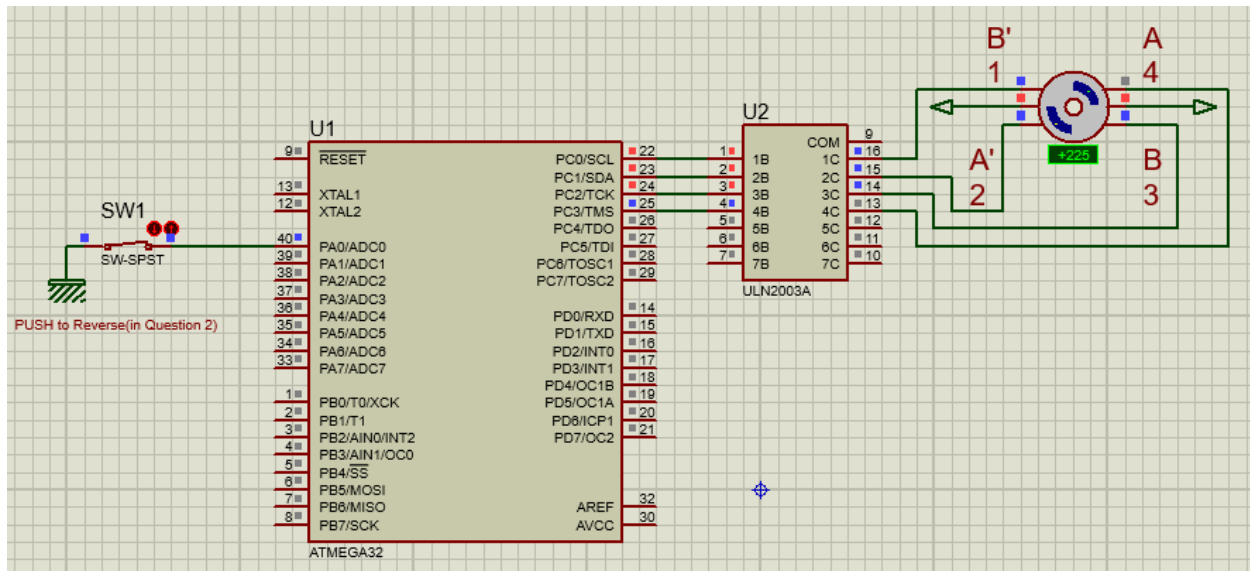 B' A
1 4
U2
U1
COM 9
9 RESET PC0/SCL 22 1 1B 1C 16
PC1/SDA 23 2 2B 2C 15
13 XTAL1 PC2/TCK 24 3 3B 3C 14
12 XTAL2 PC3/TMS 25 4 4B 4C 13
PC4/TDO 26 5 5B 5C 12
40 PA0/ADC0 PC5/TDI 27 6 6B 6C 11
39 PA1/ADC1 PC6/TOSC1 28 7 7B 7C 10
38 PA2/ADC2 PC7/TOSC2 29
ULN2003A
+225
A' B
2 3
SW1
SW-SPST
PUSH to Reverse(in Question 2)
37 PA3/ADC3
36 PA4/ADC4 PD0/RXD 14
35 PA5/ADC5 PD1/TXD 15
34 PA6/ADC6 PD2/INT0 16
33 PA7/ADC7 PD3/INT1 17
PD4/OC1B 18
1 PB0/T0/XCK PD5/OC1A 19
2 PB1/T1 PD6/ICP1 20
3 PB2/AIN0/INT2 PD7/OC2 21
4 PB3/AIN1/OC0
5 PB4/SS
6 PB5/MOSI
7 PB6/MISO AREF 32
8 PB7/SCK AVCC 30
ATMEGA32